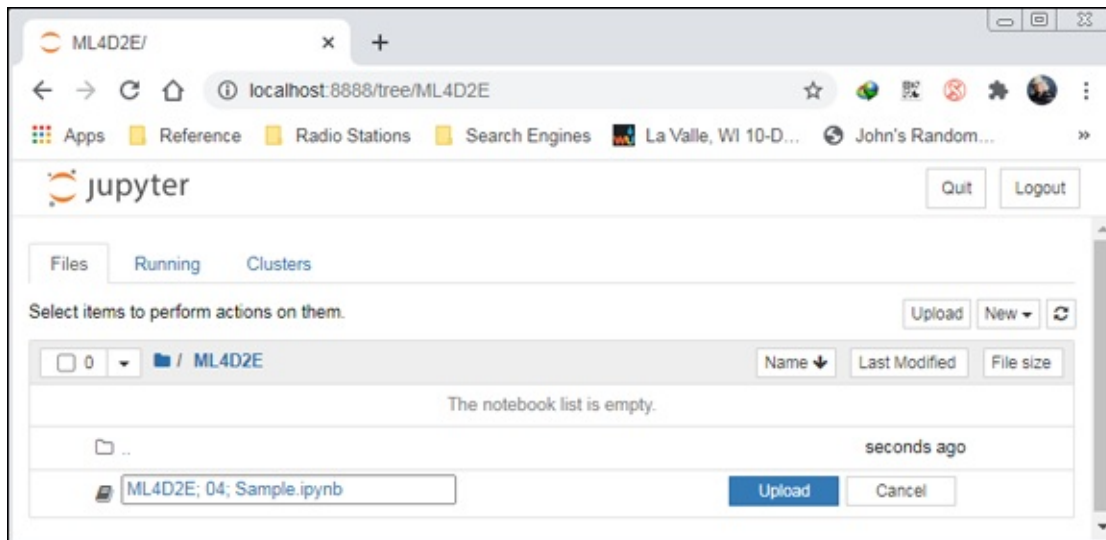 ML4D2E/
localhost:8888/tree/ML4D2E
Apps Reference Radio Stations Search Engines La Valle, WI 10-D... John's Random... »
jupyter Quit Logout
Files Running Clusters
Select items to perform actions on them. Upload New
0 / ML4D2E Name Last Modified File size
The notebook list is empty.
.. seconds ago
ML4D2E; 04; Sample.ipynb Upload Cancel